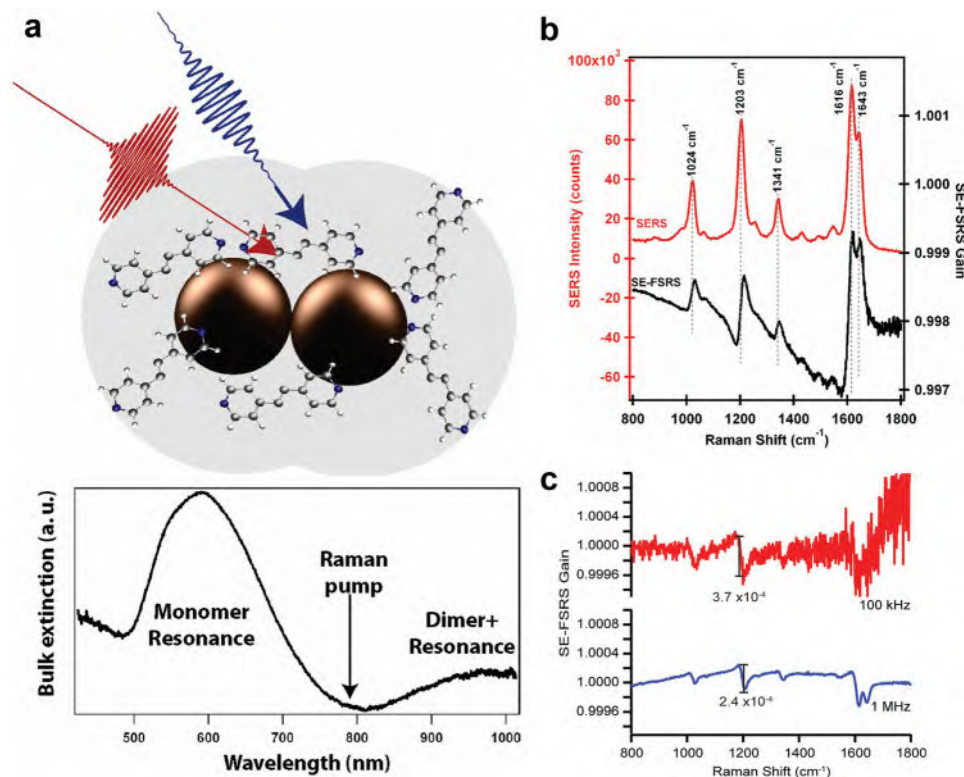 a
Bulk extinction (a. u.)
Monomer
Resonance
Raman
pump
Dimer+
Resonance
500 600 700 800 900 1000
Wavelength (nm)
b
SERS Intensity (counts)
100x10³
80
60
40
20
0
-20
-40
-60
1024 cm⁻¹
1203 cm⁻¹
1341 cm⁻¹
1616 cm⁻¹
1643 cm⁻¹
SERS
SE-FSRS
1.001
1.000
0.999
0.998
0.997
SE-FSRS Gain
800 1000 1200 1400 1600 1800
Raman Shift (cm⁻¹)
c
SE-FSRS Gain
1.0008
1.0004
1.0000
0.9996
3.7 x10⁻⁴
100 kHz
1.0004
1.0000
0.9996
2.4 x10⁻⁴
1 MHz
800 1000 1200 1400 1600 1800
Raman Shift (cm⁻¹)